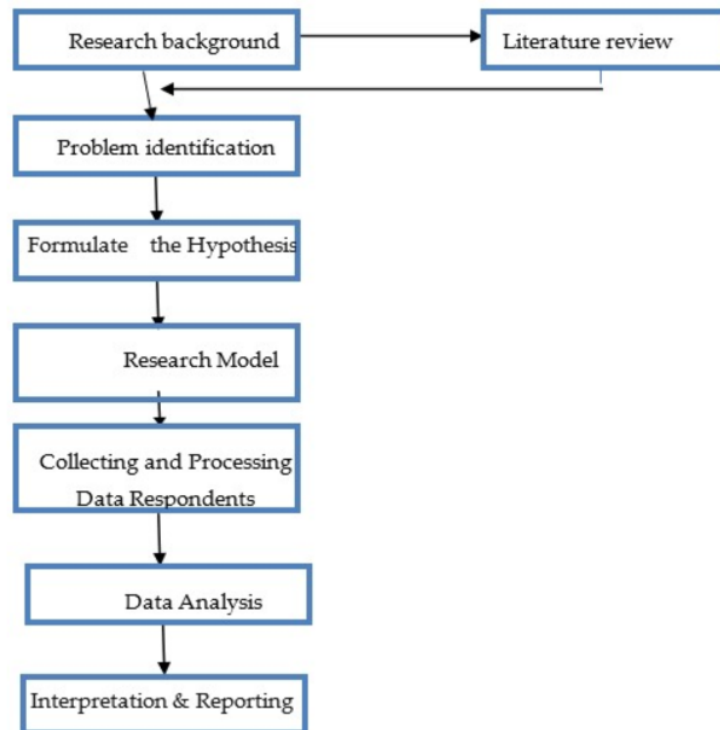 Research background
Literature review
Problem identification
Formulate the Hypothesis
Research Model
Collecting and Processing
Data Respondents
Data Analysis
Interpretation & Reporting